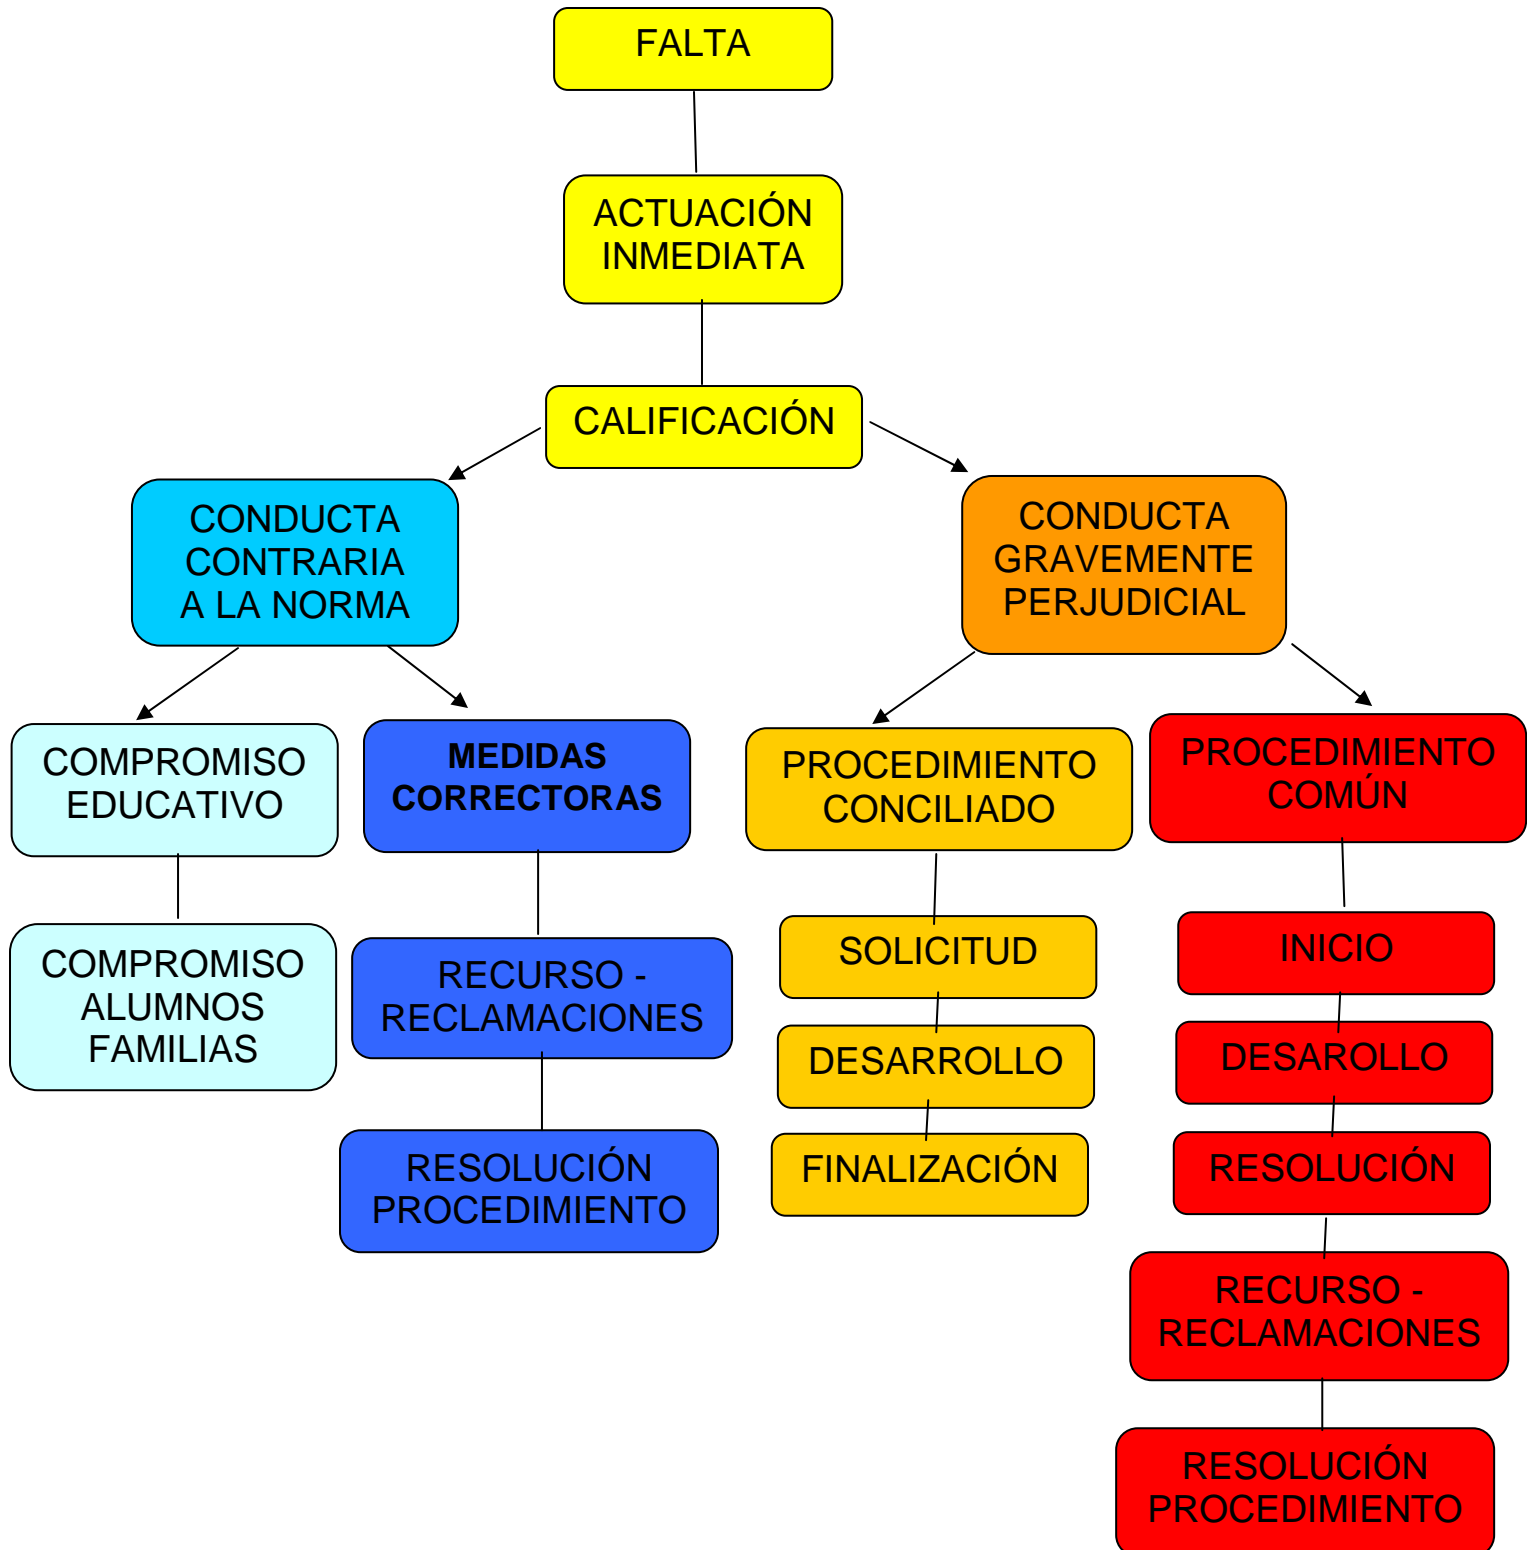 FALTA
ACTUACIÓN
INMEDIATA
CALIFICACIÓN
CONDUCTA
CONTRARIA
A LA NORMA
CONDUCTA
GRAVEMENTE
PERJUDICIAL
COMPROMISO
EDUCATIVO
MEDIDAS
CORRECTORAS
PROCEDIMIENTO
CONCILIADO
PROCEDIMIENTO
COMÚN
COMPROMISO
ALUMNOS
FAMILIAS
RECURSO -
RECLAMACIONES
RESOLUCIÓN
PROCEDIMIENTO
SOLICITUD
DESARROLLO
FINALIZACIÓN
INICIO
DESAROLLO
RESOLUCIÓN
RECURSO -
RECLAMACIONES
RESOLUCIÓN
PROCEDIMIENTO